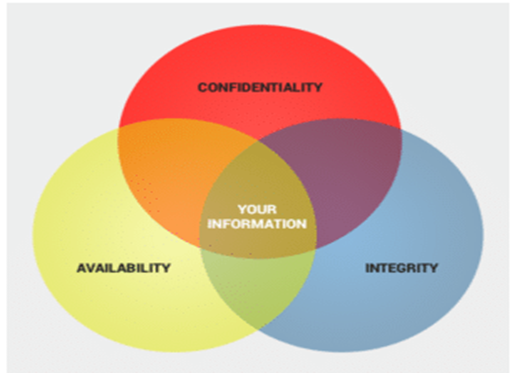 CONFIDENTIALITY
YOUR
INFORMATION
AVAILABILITY
INTEGRITY